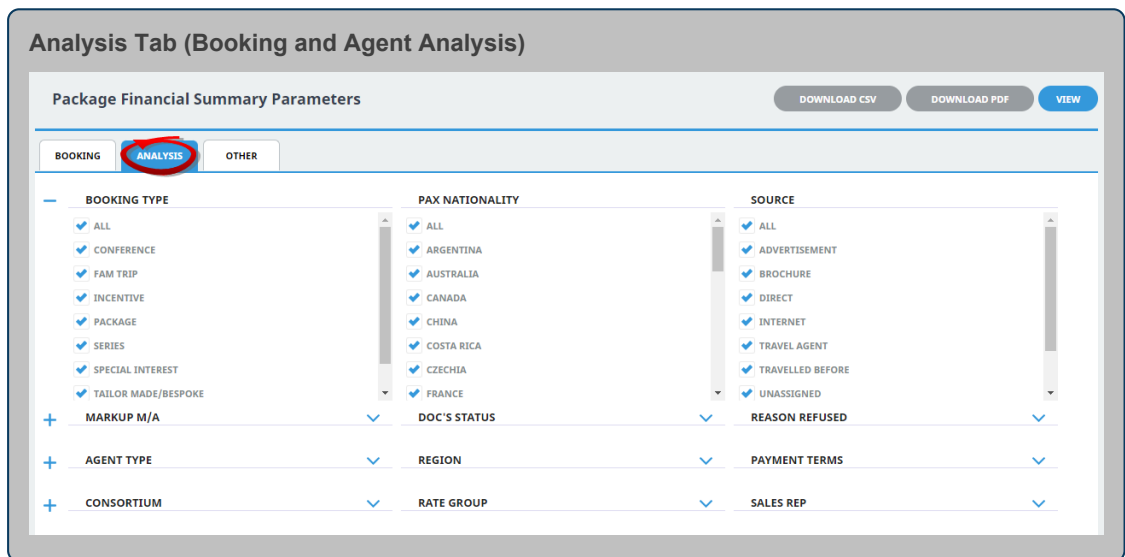 Analysis Tab (Booking and Agent Analysis)
Package Financial Summary Parameters
DOWNLOAD CSV
DOWNLOAD PDF
VIEW
BOOKING
ANALYSIS
OTHER
BOOKING TYPE
ALL
CONFERENCE
FAM TRIP
INCENTIVE
PACKAGE
SERIES
SPECIAL INTEREST
TAILOR MADE/BESPOKE
PAX NATIONALITY
ALL
ARGENTINA
AUSTRALIA
CANADA
CHINA
COSTA RICA
CZECHIA
FRANCE
SOURCE
ALL
ADVERTISEMENT
BROCHURE
DIRECT
INTERNET
TRAVEL AGENT
TRAVELLED BEFORE
UNASSIGNED
MARKUP M/A
DOC'S STATUS
REASON REFUSED
AGENT TYPE
REGION
PAYMENT TERMS
CONSORTIUM
RATE GROUP
SALES REP